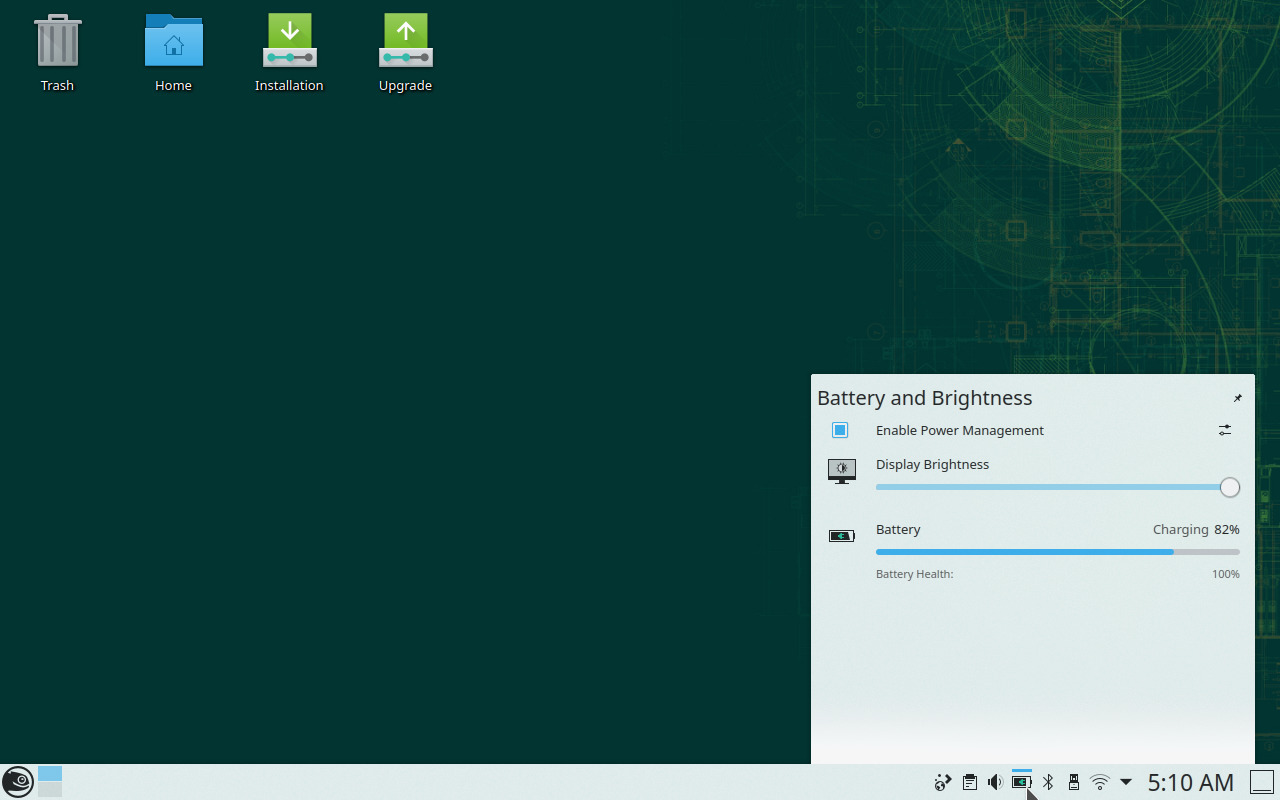 Trash
Home
Installation
Upgrade
Battery and Brightness
Enable Power Management
Display Brightness
Battery Charging 82%
Battery Health: 100%
5:10 AM